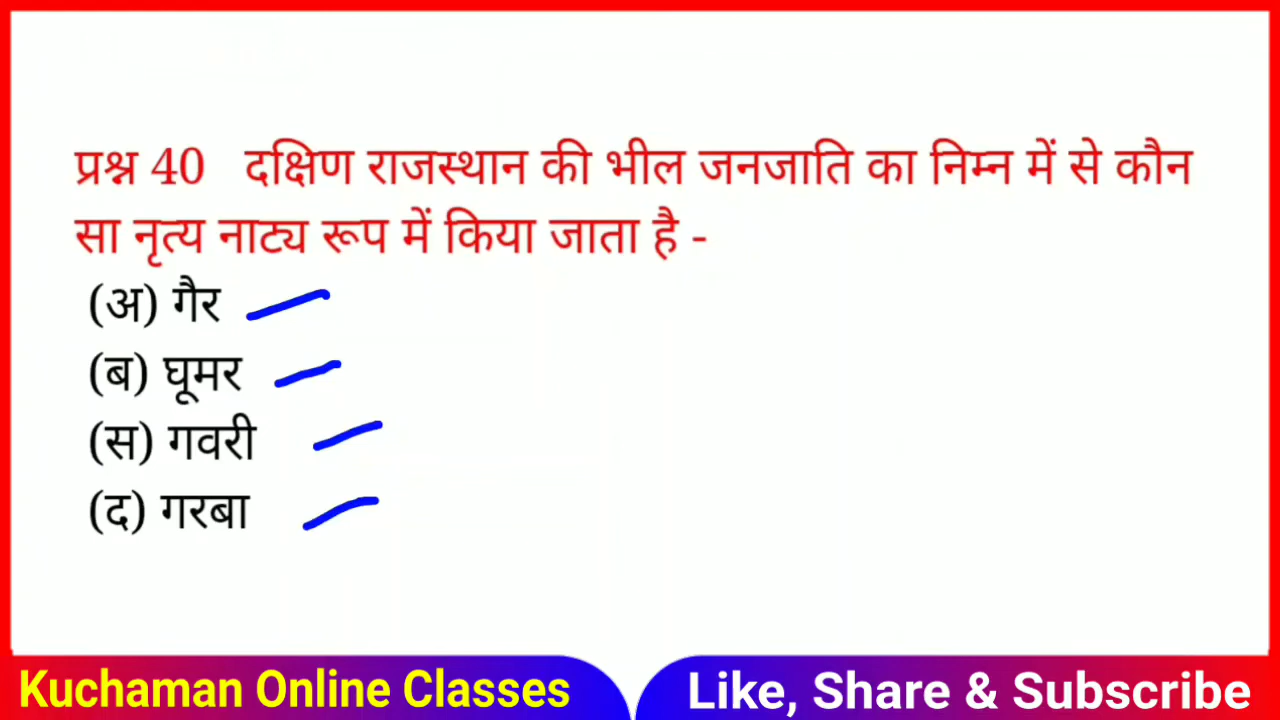 प्रश्न 40 दक्षिण राजस्थान की भील जनजाति का निम्न में से कौन
सा नृत्य नाट्य रूप में किया जाता है -
(अ) गैर
(ब) घूमर
(स) गवरी
(द) गरबा
Kuchaman Online Classes
Like, Share & Subscribe